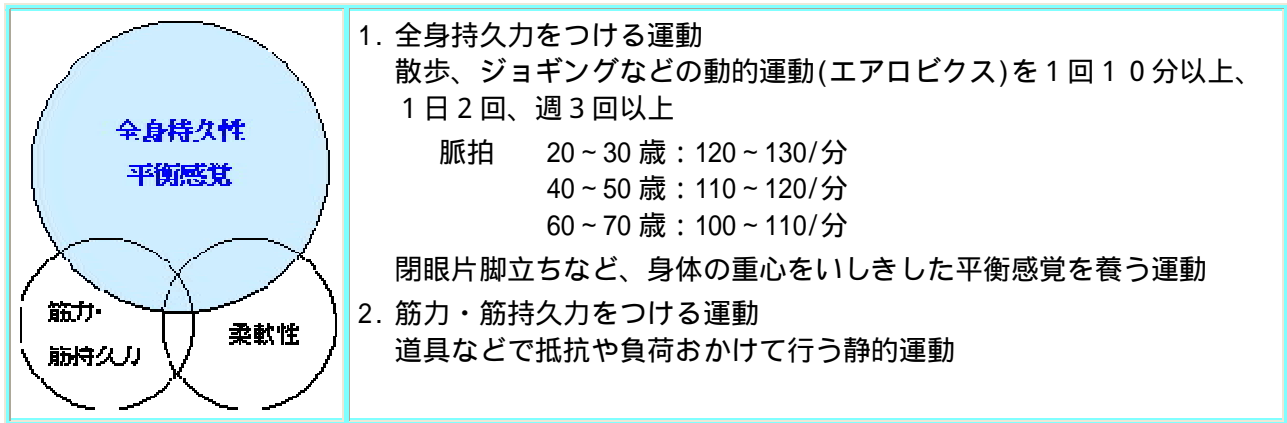 全身持久性
平衡感覚
筋力・
筋持久力
柔軟性
1. 全身持久力をつける運動
散歩、ジョギングなどの動的運動(エアロビクス)を１回１０分以上、
１日２回、週３回以上
脈拍　20～30 歳：120～130/分
40～50 歳：110～120/分
60～70 歳：100～110/分
閉眼片脚立ちなど、身体の重心をいしきした平衡感覚を養う運動
2. 筋力・筋持久力をつける運動
道具などで抵抗や負荷おかけて行う静的運動